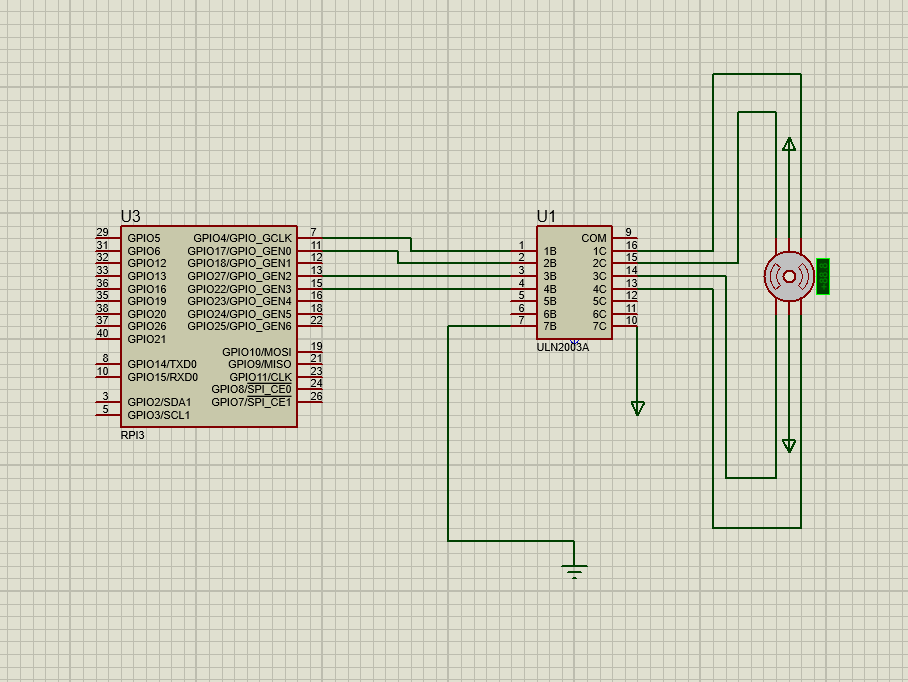 U3
29 GPIO5 GPIO4/GPIO_GCLK 7
31 GPIO6 GPIO17/GPIO_GEN0 11
32 GPIO12 GPIO18/GPIO_GEN1 12
33 GPIO13 GPIO27/GPIO_GEN2 13
36 GPIO16 GPIO22/GPIO_GEN3 15
35 GPIO19 GPIO23/GPIO_GEN4 16
38 GPIO20 GPIO24/GPIO_GEN5 18
37 GPIO26 GPIO25/GPIO_GEN6 22
40 GPIO21
GPIO10/MOSI 19
8 GPIO14/TXD0 GPIO9/MISO 21
10 GPIO15/RXD0 GPIO11/CLK 23
GPIO8/SPI_CE0 24
3 GPIO2/SDA1 GPIO7/SPI_CE1 26
5 GPIO3/SCL1
RPI3
U1
COM 9
1 1B 1C 16
2 2B 2C 15
3 3B 3C 14
4 4B 4C 13
5 5B 5C 12
6 6B 6C 11
7 7B 7C 10
ULN2003A